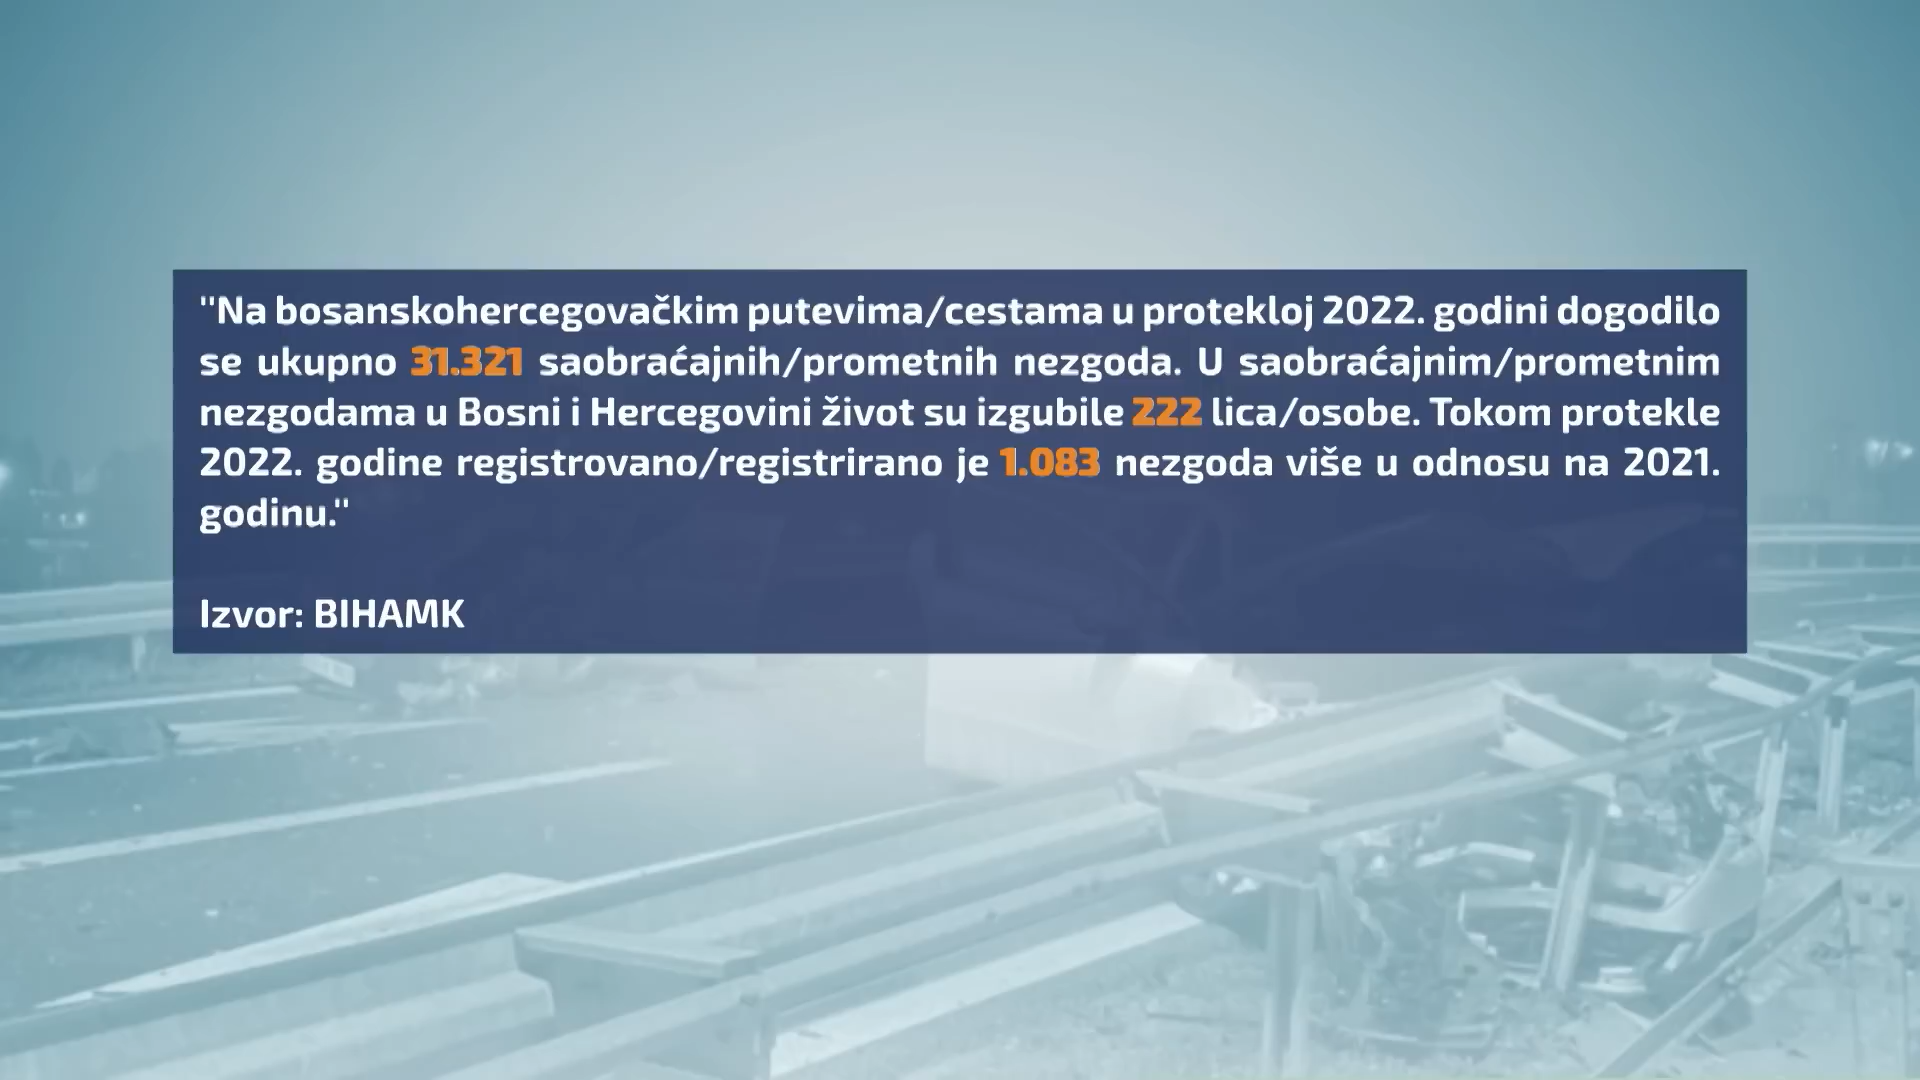 "Na bosanskohercegovačkim putevima/cestama u protekloj 2022. godini dogodilo
se ukupno 31.321 saobraćajnih/prometnih nezgoda. U saobraćajnim/prometnim
nezgodama u Bosni i Hercegovini život su izgubile 222 lica/osobe. Tokom protekle
2022. godine registrovano/registrirano je 1.083 nezgoda više u odnosu na 2021.
godinu."
Izvor: BIHAMK